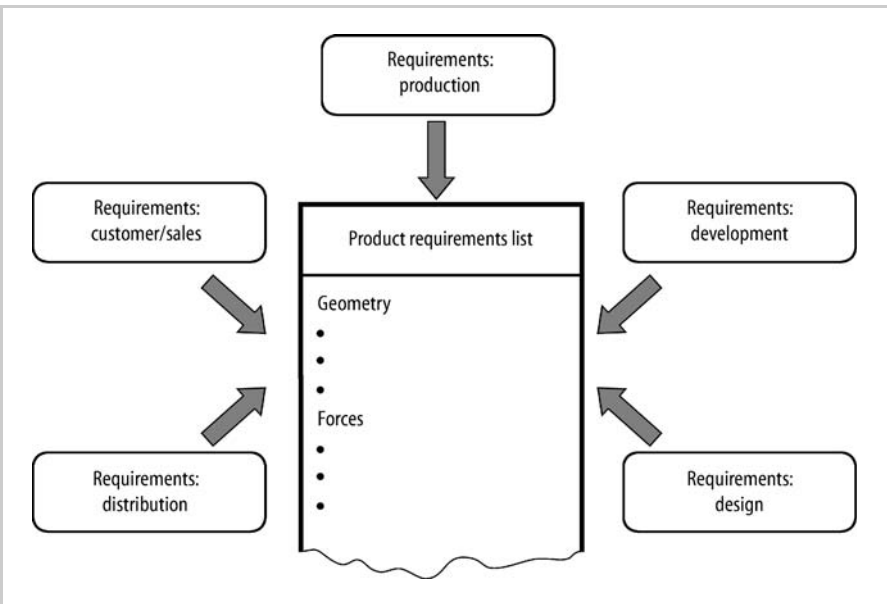 Requirements:
production
Requirements:
customer/sales
Requirements:
development
Product requirements list
Geometry
•
•
•
Forces
•
•
•
Requirements:
distribution
Requirements:
design